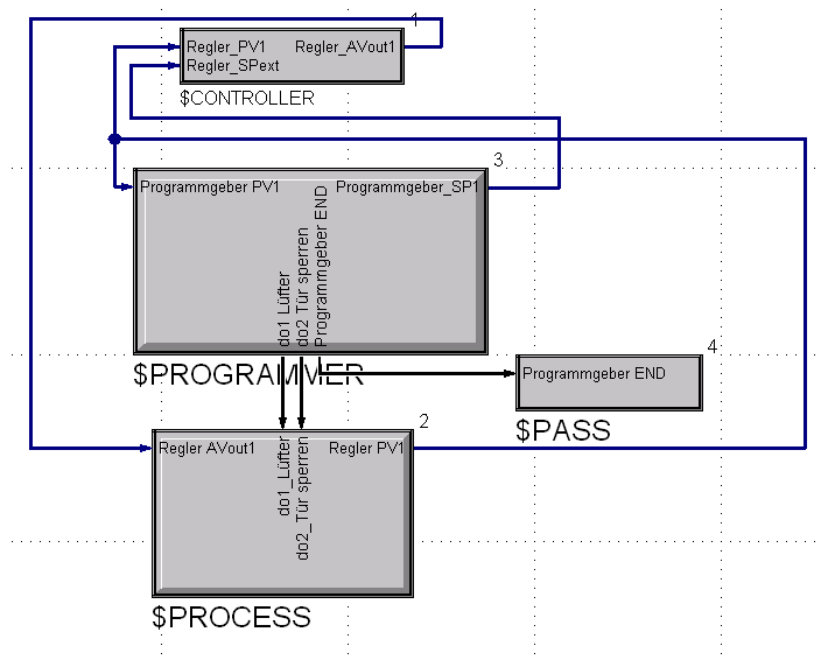 1
Regler_PV1 Regler_AVout1
Regler_SPext
$CONTROLLER
3
Programmgeber PV1 Programmgeber_SP1
do1 Lüfter
do2 Tür sperren
Programmgeber END
$PROGRAMMER
4
Programmgeber END
$PASS
2
Regler AVout1 Regler PV1
do1_Lüfter
do2_Tür sperren
$PROCESS